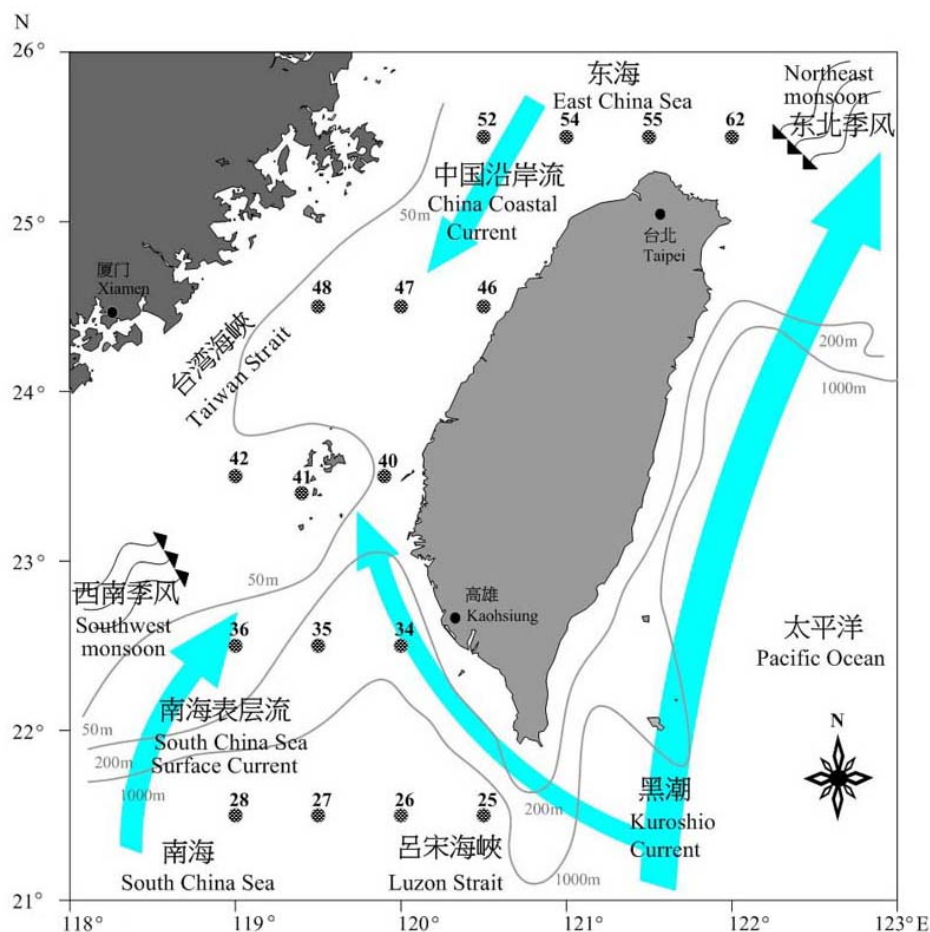 N
26°
东海
East China Sea
Northeast
monsoon
东北季风
52
54
55
62
中国沿岸流
China Coastal
Current
50m
25°
台北
Taipei
厦门
Xiamen
48
47
46
台湾海峡
Taiwan Strait
200m
1000m
24°
42
41
40
23°
50m
西南季风
Southwest
monsoon
高雄
Kaohsiung
36
35
34
太平洋
Pacific Ocean
南海表层流
South China Sea
Surface Current
22°
50m
200m
1000m
N
28
27
26
25
200m
黑潮
Kuroshio
Current
南海
South China Sea
吕宋海峡
Luzon Strait
1000m
21°
118°
119°
120°
121°
122°
123°E